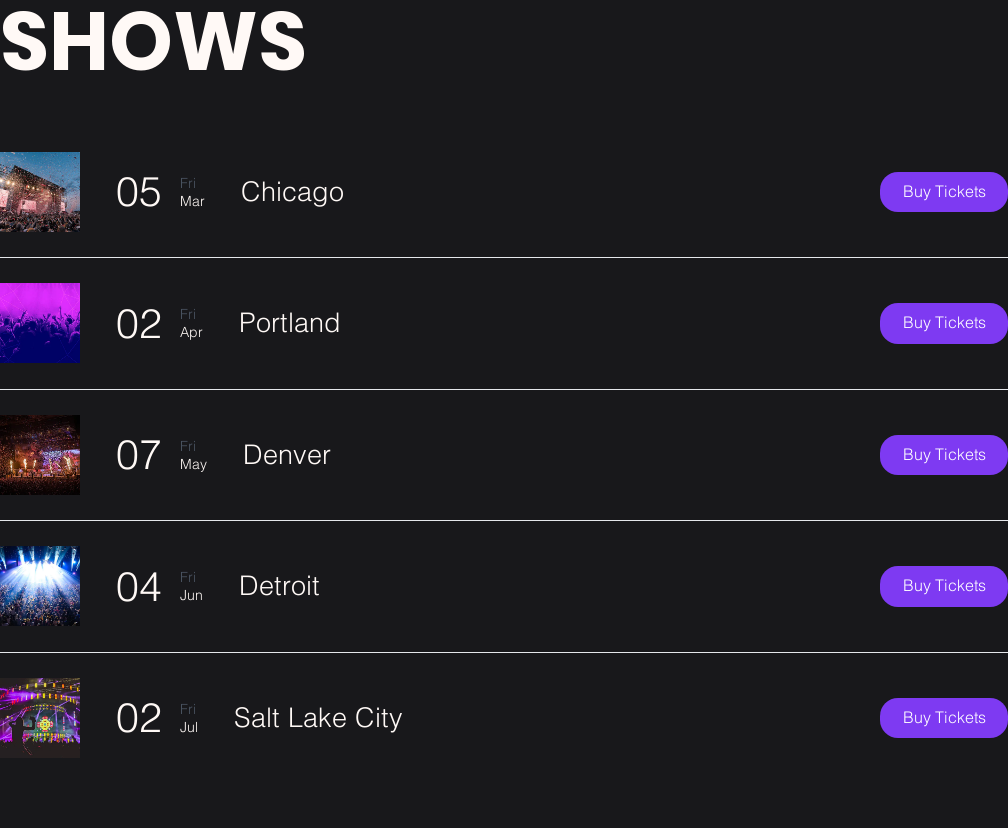 SHOWS
05 Fri Mar Chicago Buy Tickets
02 Fri Apr Portland Buy Tickets
07 Fri May Denver Buy Tickets
04 Fri Jun Detroit Buy Tickets
02 Fri Jul Salt Lake City Buy Tickets